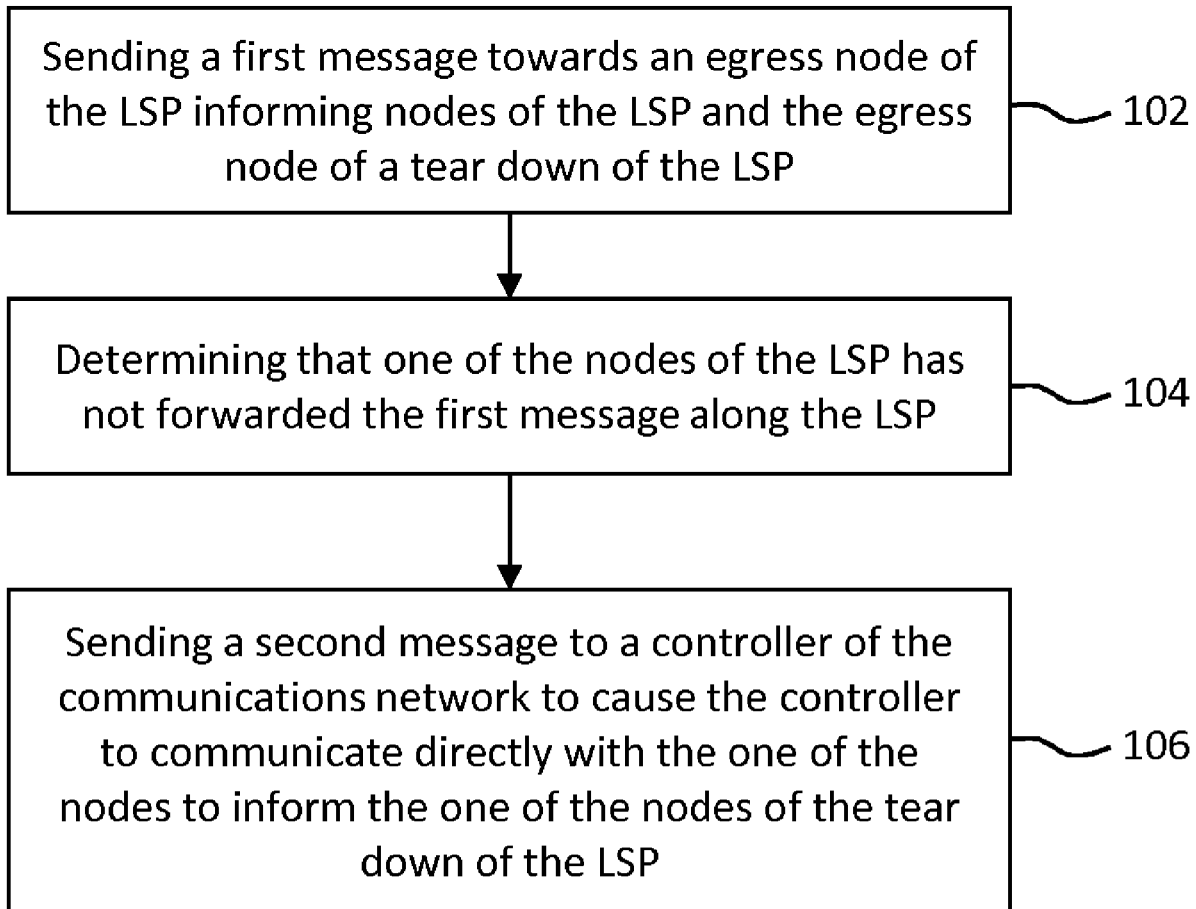 Sending a first message towards an egress node of
the LSP informing nodes of the LSP and the egress
node of a tear down of the LSP
102
Determining that one of the nodes of the LSP has
not forwarded the first message along the LSP
104
Sending a second message to a controller of the
communications network to cause the controller
to communicate directly with the one of the
nodes to inform the one of the nodes of the tear
down of the LSP
106